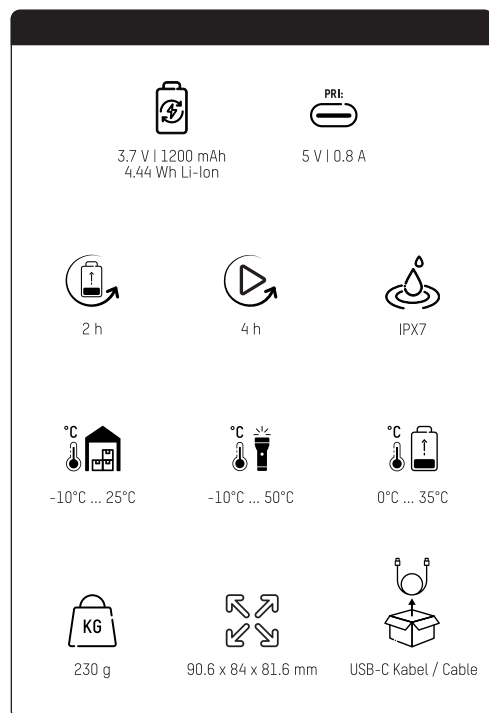 PRI:
3.7 V | 1200 mAh
4.44 Wh Li-Ion
5 V | 0.8 A
2 h
4 h
IPX7
°C
°C
°C
-10°C ... 25°C
-10°C ... 50°C
0°C ... 35°C
KG
230 g
90.6 x 84 x 81.6 mm
USB-C Kabel / Cable